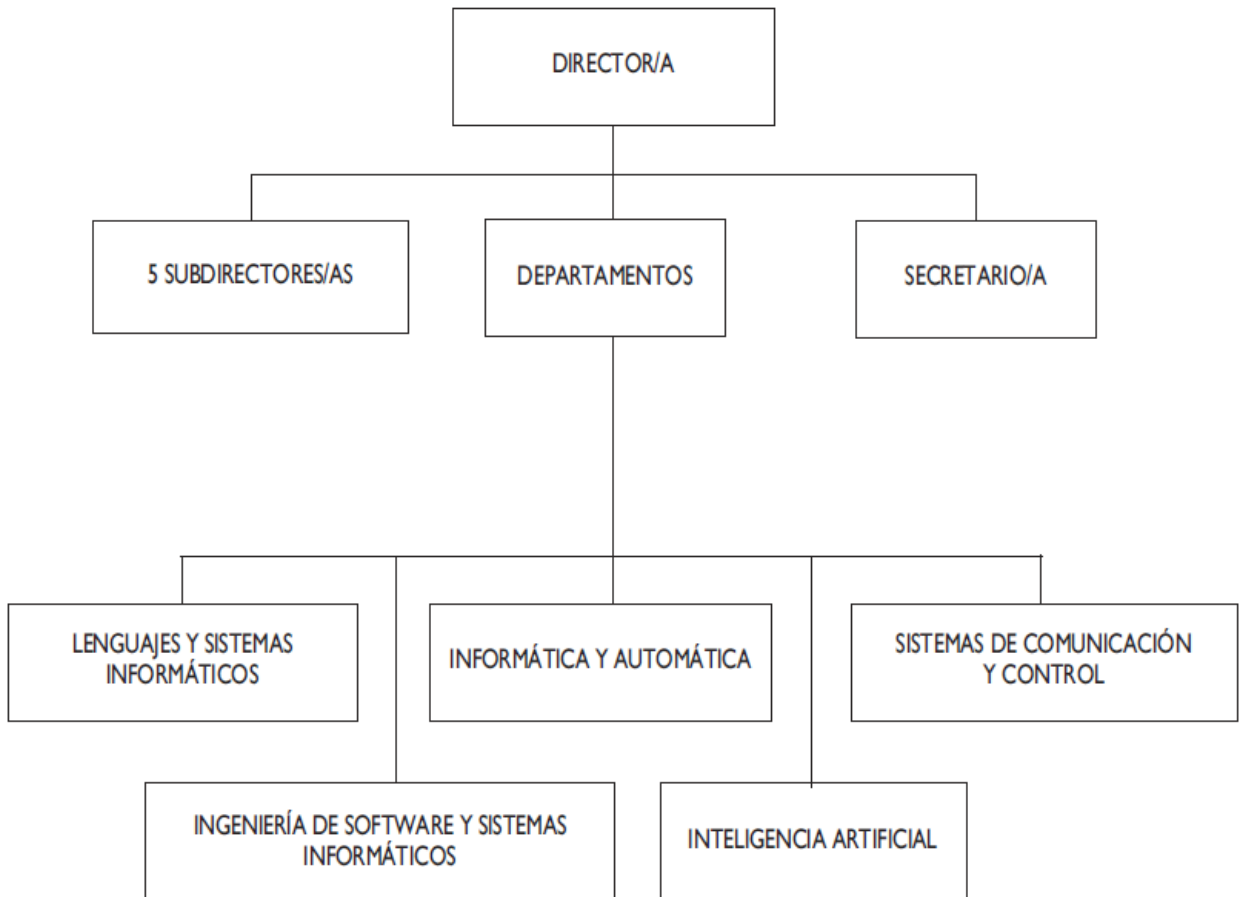 DIRECTOR/A
5 SUBDIRECTORES/AS
DEPARTAMENTOS
SECRETARIO/A
LENGUAJES Y SISTEMAS
INFORMÁTICOS
INFORMÁTICA Y AUTOMÁTICA
SISTEMAS DE COMUNICACIÓN
Y CONTROL
INGENIERÍA DE SOFTWARE Y SISTEMAS
INFORMÁTICOS
INTELIGENCIA ARTIFICIAL